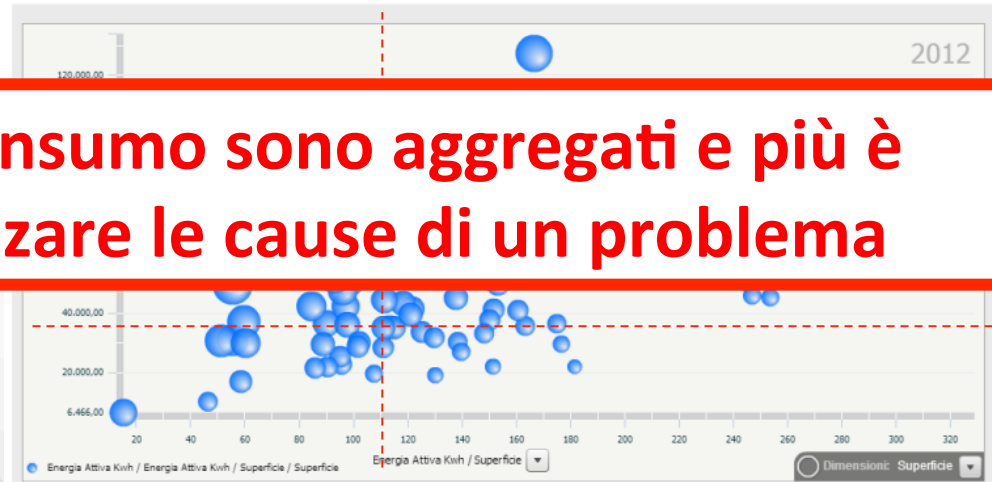 2012
120.000,00
nsumo sono aggregati e più è
zare le cause di un problema
40.000,00
20.000,00
6.466,00
20 40 60 80 100 120 140 160 180 200 220 240 260 280 300 320
Energia Attiva Kwh / Energia Attiva Kwh / Superficie / Superficie
Energia Attiva Kwh / Superficie
Dimensioni: Superficie